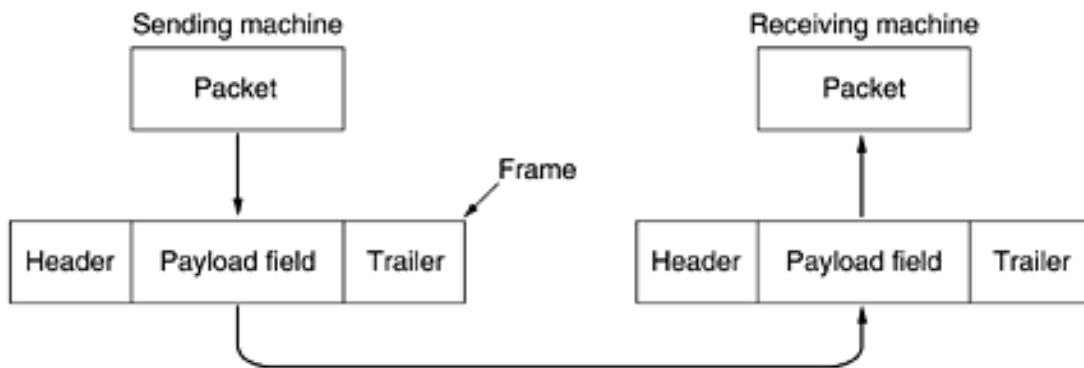 Sending machine
Receiving machine
Packet
Packet
Frame
Header
Payload field
Trailer
Header
Payload field
Trailer